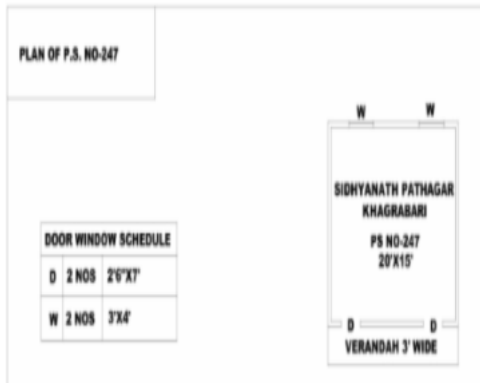 PLAN OF P.S. NO-247
W W
SIDHYANATH PATHAGAR
KHAGRABARI
PS NO-247
20'X15'
D D
VERANDAH 3' WIDE
DOOR WINDOW SCHEDULE
D 2 NOS 2'6"X7'
W 2 NOS 3'X4'